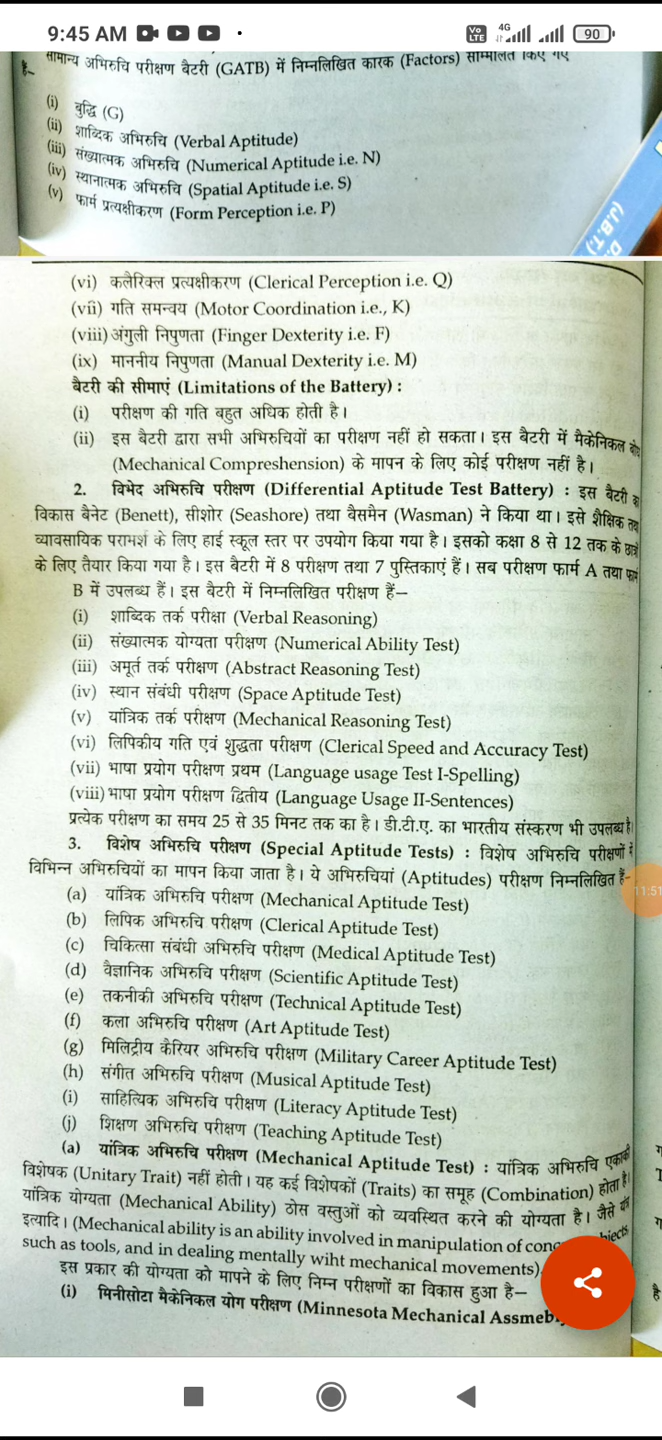 9:45 AM
Vo LTE 4G 90
सामान्य अभिरुचि परीक्षण बैटरी (GATB) में निम्नलिखित कारक (Factors) सम्मिलित किए गए
हैं–
(i) बुद्धि (G)
(ii) शाब्दिक अभिरुचि (Verbal Aptitude)
(iii) संख्यात्मक अभिरुचि (Numerical Aptitude i.e. N)
(iv) स्थानात्मक अभिरुचि (Spatial Aptitude i.e. S)
(v) फार्म प्रत्यक्षीकरण (Form Perception i.e. P)
(J.B.T.)
(vi) कलैरिक्ल प्रत्यक्षीकरण (Clerical Perception i.e. Q)
(vii) गति समन्वय (Motor Coordination i.e., K)
(viii) अंगुली निपुणता (Finger Dexterity i.e. F)
(ix) माननीय निपुणता (Manual Dexterity i.e. M)
बैटरी की सीमाएं (Limitations of the Battery) :
(i) परीक्षण की गति बहुत अधिक होती है।
(ii) इस बैटरी द्वारा सभी अभिरुचियों का परीक्षण नहीं हो सकता। इस बैटरी में मैकेनिकल बोध
(Mechanical Compreshension) के मापन के लिए कोई परीक्षण नहीं है।
2. विभेद अभिरुचि परीक्षण (Differential Aptitude Test Battery) : इस बैटरी का
विकास बैनेट (Benett), सीशोर (Seashore) तथा वैसमैन (Wasman) ने किया था। इसे शैक्षिक तथा
व्यावसायिक परामर्श के लिए हाई स्कूल स्तर पर उपयोग किया गया है। इसको कक्षा 8 से 12 तक के छात्रों
के लिए तैयार किया गया है। इस बैटरी में 8 परीक्षण तथा 7 पुस्तिकाएं हैं। सब परीक्षण फार्म A तथा फार्म
B में उपलब्ध हैं। इस बैटरी में निम्नलिखित परीक्षण हैं–
(i) शाब्दिक तर्क परीक्षा (Verbal Reasoning)
(ii) संख्यात्मक योग्यता परीक्षण (Numerical Ability Test)
(iii) अमूर्त तर्क परीक्षण (Abstract Reasoning Test)
(iv) स्थान संबंधी परीक्षण (Space Aptitude Test)
(v) यांत्रिक तर्क परीक्षण (Mechanical Reasoning Test)
(vi) लिपिकीय गति एवं शुद्धता परीक्षण (Clerical Speed and Accuracy Test)
(vii) भाषा प्रयोग परीक्षण प्रथम (Language usage Test I-Spelling)
(viii) भाषा प्रयोग परीक्षण द्वितीय (Language Usage II-Sentences)
प्रत्येक परीक्षण का समय 25 से 35 मिनट तक का है। डी.टी.ए. का भारतीय संस्करण भी उपलब्ध है।
3. विशेष अभिरुचि परीक्षण (Special Aptitude Tests) : विशेष अभिरुचि परीक्षणों में
विभिन्न अभिरुचियों का मापन किया जाता है। ये अभिरुचियां (Aptitudes) परीक्षण निम्नलिखित हैं–
11:51
(a) यांत्रिक अभिरुचि परीक्षण (Mechanical Aptitude Test)
(b) लिपिक अभिरुचि परीक्षण (Clerical Aptitude Test)
(c) चिकित्सा संबंधी अभिरुचि परीक्षण (Medical Aptitude Test)
(d) वैज्ञानिक अभिरुचि परीक्षण (Scientific Aptitude Test)
(e) तकनीकी अभिरुचि परीक्षण (Technical Aptitude Test)
(f) कला अभिरुचि परीक्षण (Art Aptitude Test)
(g) मिलिट्रीय कैरियर अभिरुचि परीक्षण (Military Career Aptitude Test)
(h) संगीत अभिरुचि परीक्षण (Musical Aptitude Test)
(i) साहित्यिक अभिरुचि परीक्षण (Literacy Aptitude Test)
(j) शिक्षण अभिरुचि परीक्षण (Teaching Aptitude Test)
(a) यांत्रिक अभिरुचि परीक्षण (Mechanical Aptitude Test) : यांत्रिक अभिरुचि एकाकी
विशेषक (Unitary Trait) नहीं होती। यह कई विशेषकों (Traits) का समूह (Combination) होता है।
यांत्रिक योग्यता (Mechanical Ability) ठोस वस्तुओं को व्यवस्थित करने की योग्यता है। जैसे यंत्र
इत्यादि। (Mechanical ability is an ability involved in manipulation of
such as tools, and in dealing mentally wiht mechanical movements)
इस प्रकार की योग्यता को मापने के लिए निम्न परीक्षणों का विकास हुआ है–
(i) मिनीसोटा मैकेनिकल योग परीक्षण (Minnesota Mechanical Assmeb